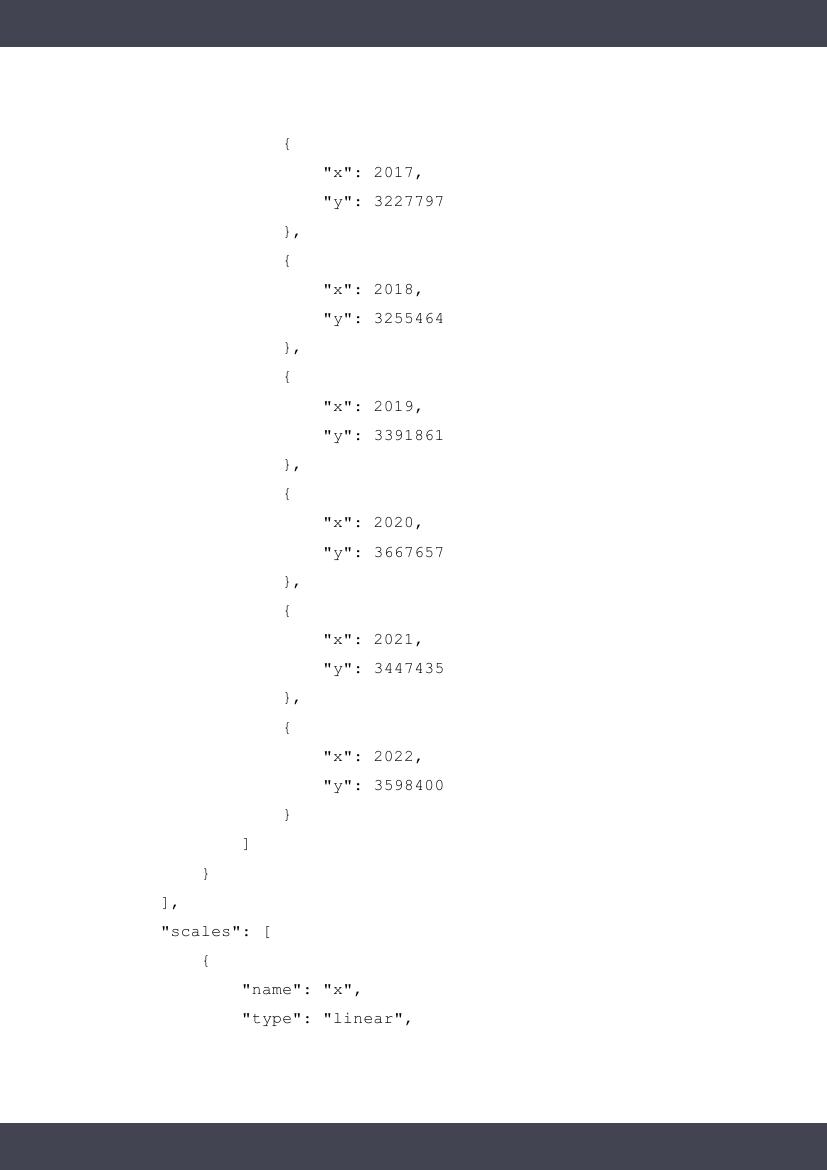 {
"x": 2017,
"y": 3227797
},
{
"x": 2018,
"y": 3255464
},
{
"x": 2019,
"y": 3391861
},
{
"x": 2020,
"y": 3667657
},
{
"x": 2021,
"y": 3447435
},
{
"x": 2022,
"y": 3598400
}
]
}
],
"scales": [
{
"name": "x",
"type": "linear",